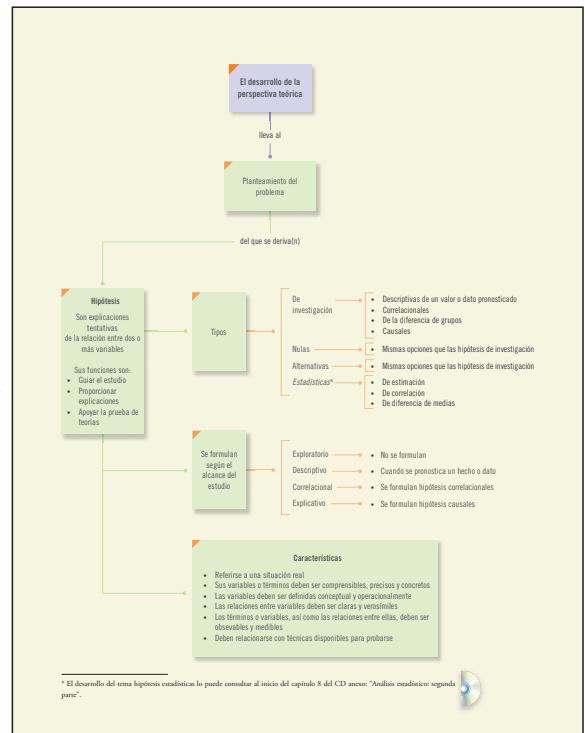 El desarrollo de la
perspectiva teórica
lleva al
Planteamiento del
problema
del que se deriva(n)
Hipótesis
Son explicaciones
tentativas
de la relación entre dos o
más variables
Sus funciones son:
• Guiar el estudio
• Proporcionar
explicaciones
• Apoyar la prueba de
teorías
Tipos
De
investigación
• Descriptivas de un valor o dato pronosticado
• Correlacionales
• De la diferencia de grupos
• Causales
Nulas
• Mismas opciones que las hipótesis de investigación
Alternativas
• Mismas opciones que las hipótesis de investigación
Estadísticas*
• De estimación
• De correlación
• De diferencia de medias
Se formulan
según el
alcance del
estudio
Exploratorio
• No se formulan
Descriptivo
• Cuando se pronostica un hecho o dato
Correlacional
• Se formulan hipótesis correlacionales
Explicativo
• Se formulan hipótesis causales
Características
• Referirse a una situación real
• Sus variables o términos deben ser comprensibles, precisos y concretos
• Las variables deben ser definidas conceptual y operacionalmente
• Las relaciones entre variables deben ser claras y verosímiles
• Los términos o variables, así como las relaciones entre ellas, deben ser
obsevables y medibles
• Deben relacionarse con técnicas disponibles para probarse
* El desarrollo del tema hipótesis estadísticas lo puede consultar al inicio del capítulo 8 del CD anexo: "Análisis estadístico: segunda
parte".